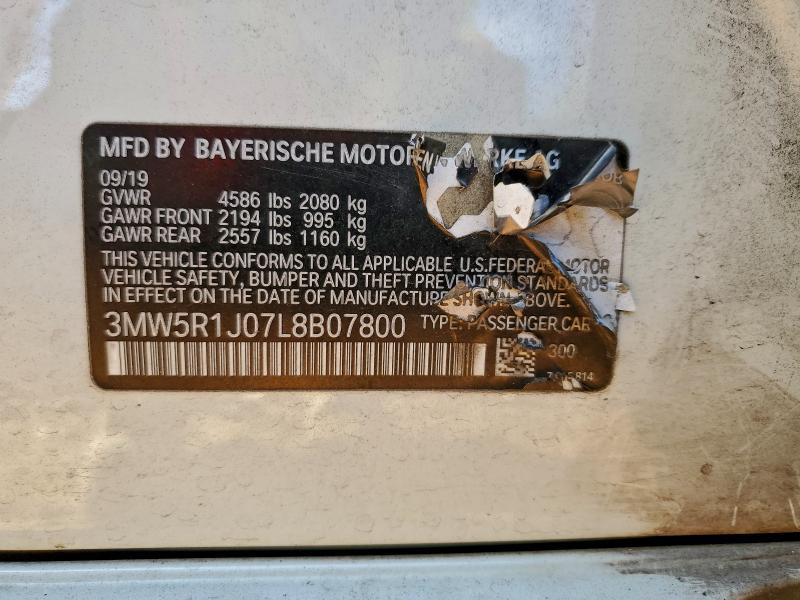 MFD BY BAYERISCHE MOTOREN WERKE AG
09/19
GVWR 4586 lbs 2080 kg
GAWR FRONT 2194 lbs 995 kg
GAWR REAR 2557 lbs 1160 kg
THIS VEHICLE CONFORMS TO ALL APPLICABLE U.S.FEDERAL MOTOR
VEHICLE SAFETY, BUMPER AND THEFT PREVENTION STANDARDS
IN EFFECT ON THE DATE OF MANUFACTURE SHOWN ABOVE.
3MW5R1J07L8B07800 TYPE: PASSENGER CAR
300